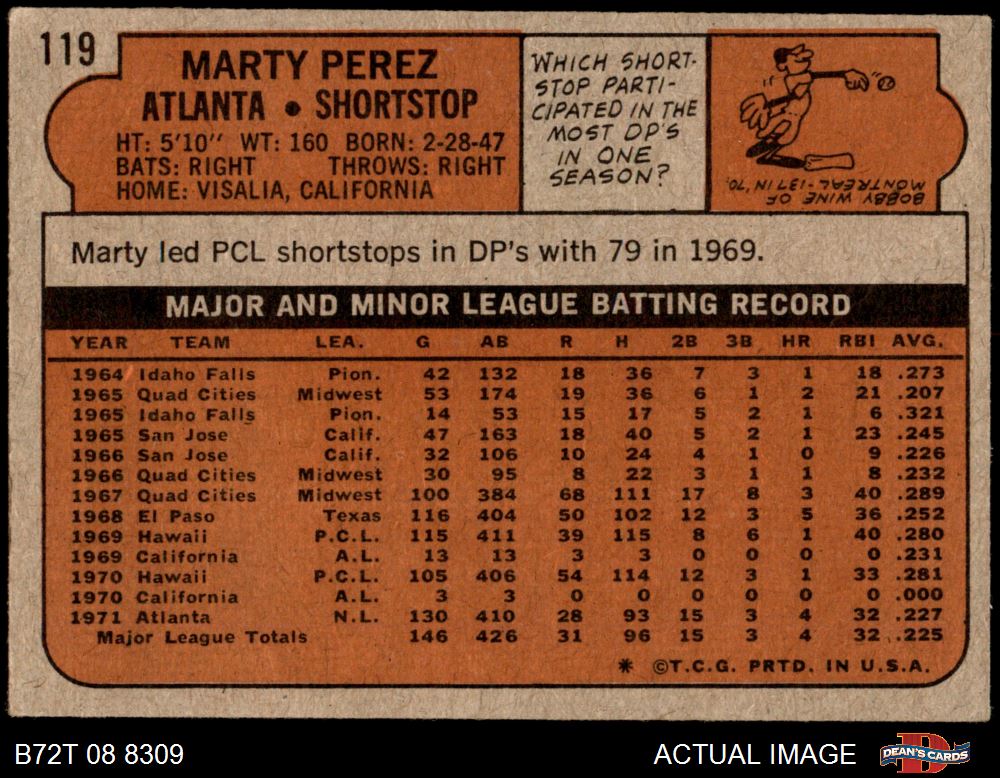 119
MARTY PEREZ
ATLANTA • SHORTSTOP
HT: 5'10" WT: 160 BORN: 2-28-47
BATS: RIGHT THROWS: RIGHT
HOME: VISALIA, CALIFORNIA
WHICH SHORT-
STOP PARTI-
CIPATED IN THE
MOST DP'S
IN ONE
SEASON?
BOBBY WINE OF
MONTREAL-137 IN '70.
Marty led PCL shortstops in DP's with 79 in 1969.
MAJOR AND MINOR LEAGUE BATTING RECORD
YEAR TEAM LEA. G AB R H 2B 3B HR RBI AVG.
1964 Idaho Falls Pion. 42 132 18 36 7 3 1 18 .273
1965 Quad Cities Midwest 53 174 19 36 6 1 2 21 .207
1965 Idaho Falls Pion. 14 53 15 17 5 2 1 6 .321
1965 San Jose Calif. 47 163 18 40 5 2 1 23 .245
1966 San Jose Calif. 32 106 10 24 4 1 0 9 .226
1966 Quad Cities Midwest 30 95 8 22 3 1 1 8 .232
1967 Quad Cities Midwest 100 384 68 111 17 8 3 40 .289
1968 El Paso Texas 116 404 50 102 12 3 5 36 .252
1969 Hawaii P.C.L. 115 411 39 115 8 6 1 40 .280
1969 California A.L. 13 13 3 3 0 0 0 0 .231
1970 Hawaii P.C.L. 105 406 54 114 12 3 1 33 .281
1970 California A.L. 3 3 0 0 0 0 0 0 .000
1971 Atlanta N.L. 130 410 28 93 15 3 4 32 .227
Major League Totals 146 426 31 96 15 3 4 32 .225
* ©T.C.G. PRTD. IN U.S.A.
B72T 08 8309
ACTUAL IMAGE
DEAN'S CARDS